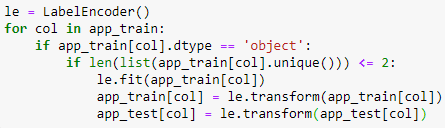 le = LabelEncoder()
for col in app_train:
    if app_train[col].dtype == 'object':
        if len(list(app_train[col].unique())) <= 2:
            le.fit(app_train[col])
            app_train[col] = le.transform(app_train[col])
            app_test[col] = le.transform(app_test[col])